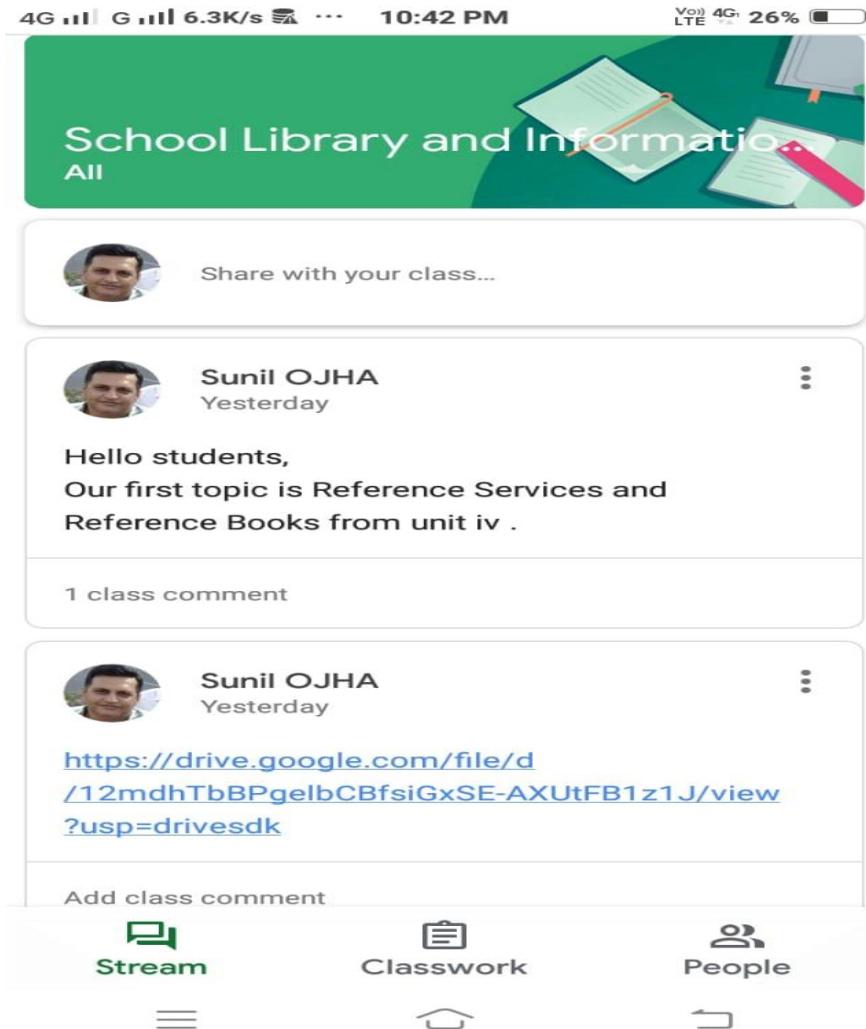 4G G 6.3K/s ... 10:42 PM Vo)) LTE 4G 26%
School Library and Informatio...
All
Share with your class...
Sunil OJHA
Yesterday
Hello students,
Our first topic is Reference Services and
Reference Books from unit iv .
1 class comment
Sunil OJHA
Yesterday
https://drive.google.com/file/d
/12mdhTbBPgelbCBfsiGxSE-AXUtFB1z1J/view
?usp=drivesdk
Add class comment
Stream Classwork People